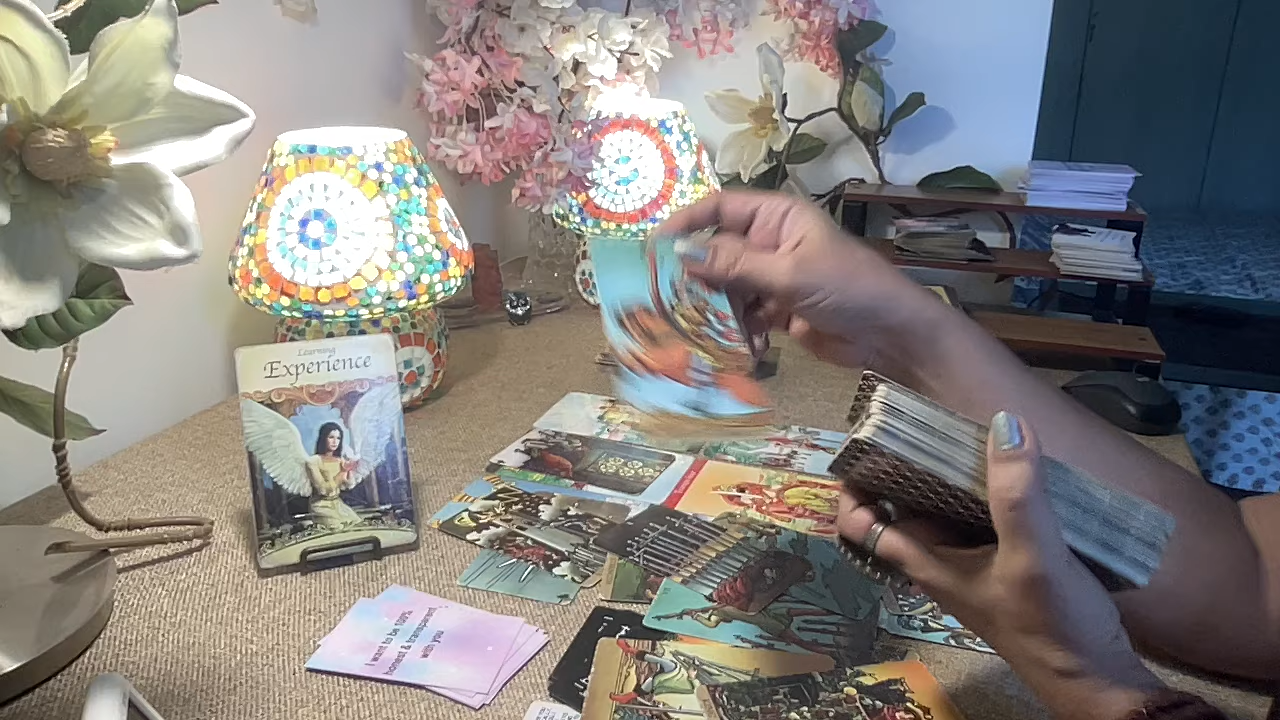 Learning
Experience
I want to be 100%
honest & transparent
with you